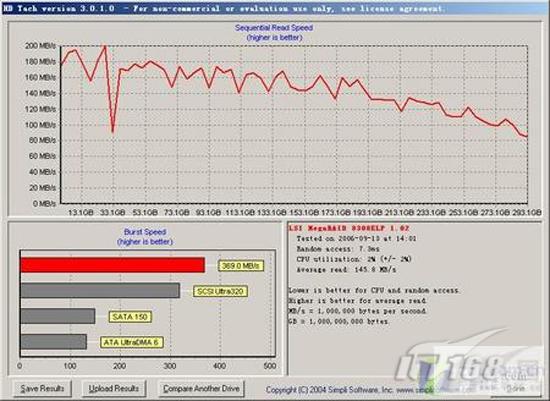 HD Tach version 3.0.1.0 - For non-commercial or evaluation use only, see license agreement.
Sequential Read Speed
(higher is better)
200 MB/s
180 MB/s
160 MB/s
140 MB/s
120 MB/s
100 MB/s
80 MB/s
60 MB/s
40 MB/s
20 MB/s
0 MB/s
13.1GB 33.1GB 53.1GB 73.1GB 93.1GB 113.1GB 133.1GB 153.1GB 173.1GB 193.1GB 213.1GB 233.1GB 253.1GB 273.1GB 293.1GB
Burst Speed
(higher is better)
369.0 MB/s
SCSI Ultra320
SATA 150
ATA UltraDMA 6
0 100 200 300 400 500
LSI MegaRAID 8308ELP 1.02
Tested on 2006-09-13 at 14:01
Random access: 7.3ms
CPU utilization: 2% (+/- 2%)
Average read: 145.8 MB/s
Lower is better for CPU and random access.
Higher is better for average read.
MB/s = 1,000,000 bytes per second.
GB = 1,000,000,000 bytes.
Save Results
Upload Results
Compare Another Drive
Copyright (C) 2004 Simpli Software, Inc. www.simplisoftware.com
Done
IT168
.com